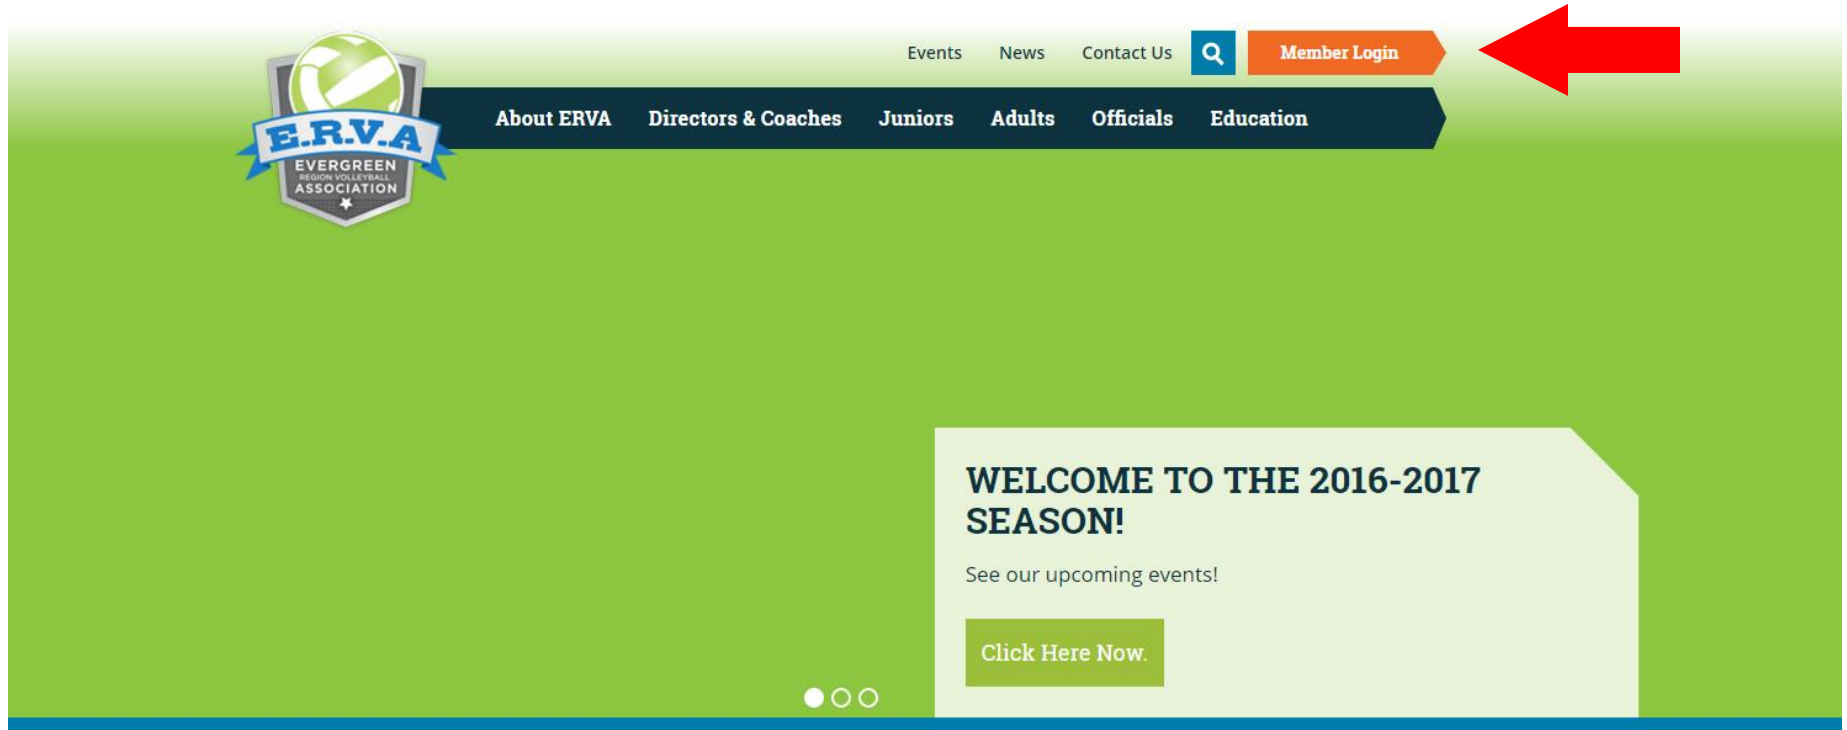 Events News Contact Us Member Login
About ERVA Directors & Coaches Juniors Adults Officials Education
E.R.V.A
EVERGREEN
REGION VOLLEYBALL
ASSOCIATION
WELCOME TO THE 2016-2017
SEASON!
See our upcoming events!
Click Here Now.